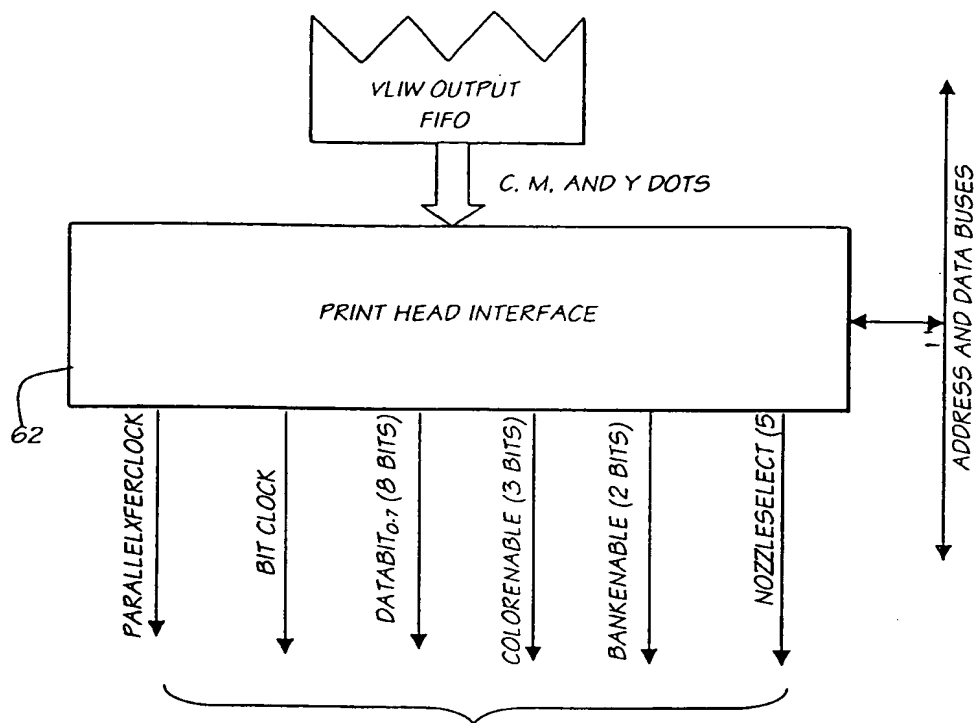 VLIW OUTPUT
FIFO
C. M. AND Y DOTS
PRINT HEAD INTERFACE
ADDRESS AND DATA BUSES
62
PARALLELXFERCLOCK
BIT CLOCK
DATABIT0-7 (8 BITS)
COLORENABLE (3 BITS)
BANKENABLE (2 BITS)
NOZZLESELECT (5